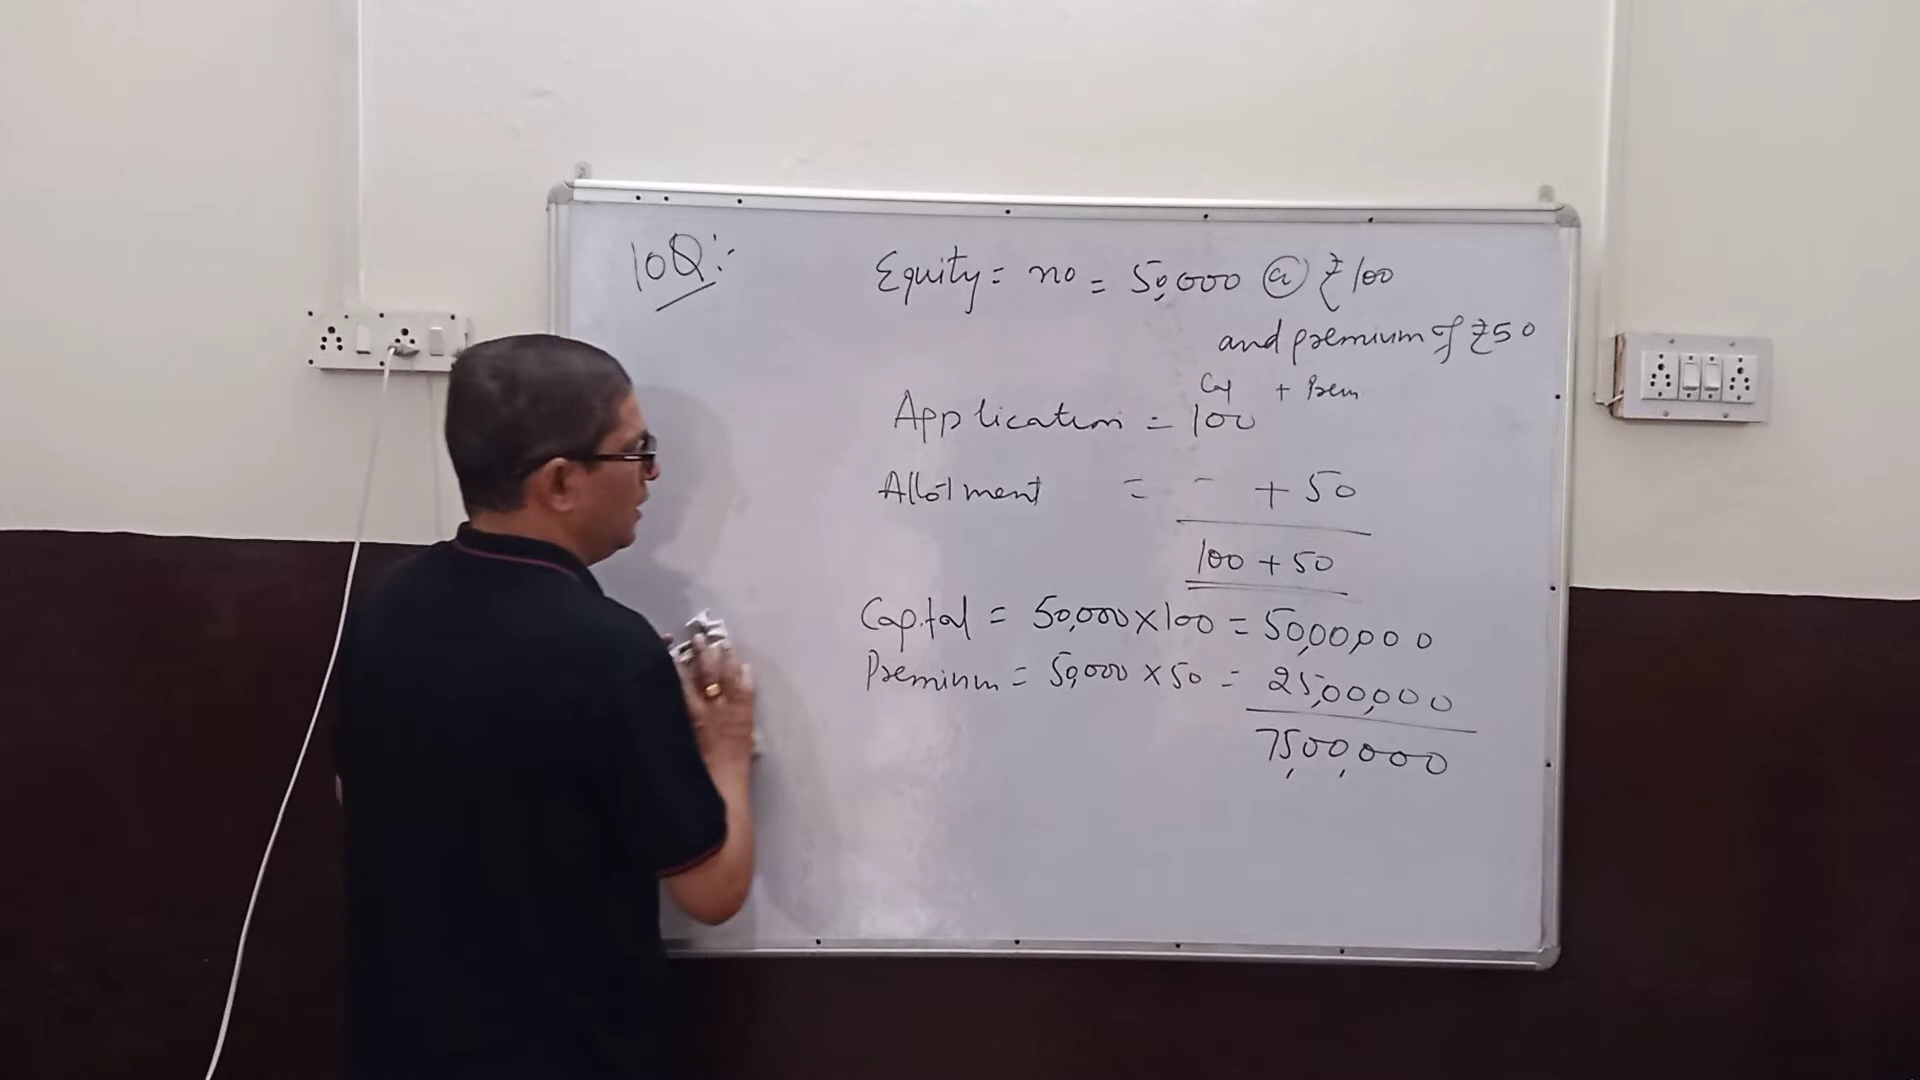 10Q:-
Equity = no = 50,000 @ ₹100
and premium of ₹50
Cap + Prem
Application = 100
Allotment = - + 50
100 + 50
Capital = 50,000 x 100 = 50,00,000
Premium = 50,000 x 50 = 25,00,000
75,00,000